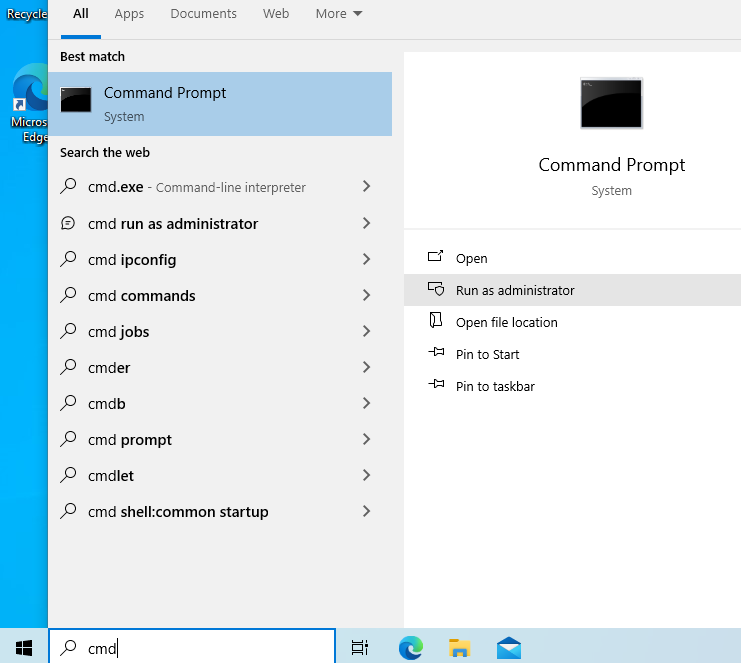 Recycle
Micros
Edge
All Apps Documents Web More
Best match
Command Prompt
System
Search the web
cmd.exe - Command-line interpreter
cmd run as administrator
cmd ipconfig
cmd commands
cmd jobs
cmder
cmdb
cmd prompt
cmdlet
cmd shell:common startup
Command Prompt
System
Open
Run as administrator
Open file location
Pin to Start
Pin to taskbar
cmd